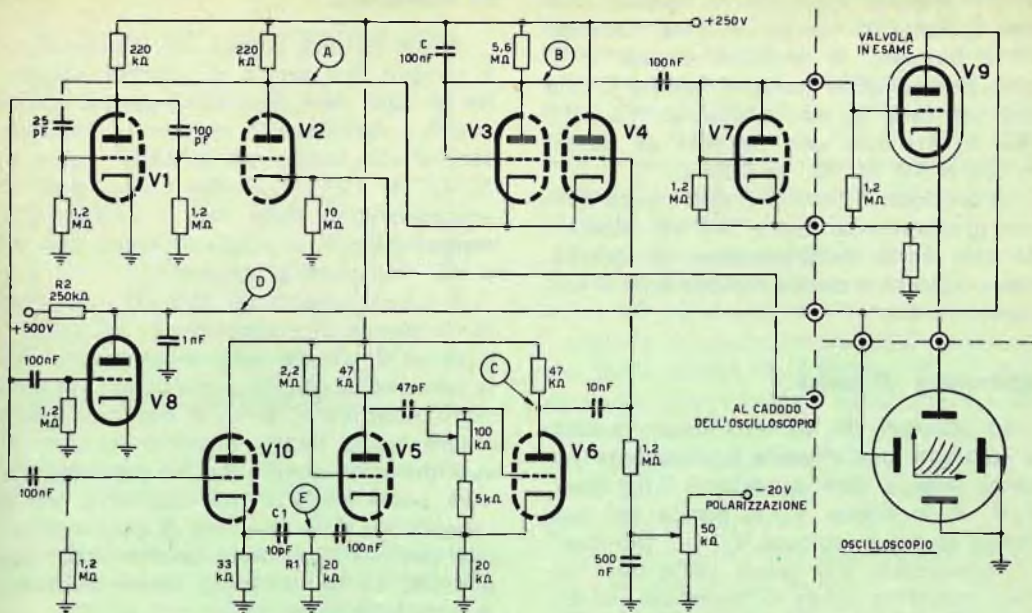 +250V
220
kΩ
220
kΩ
A
C
100nF
5,6
MΩ
B
100nF
VALVOLA
IN ESAME
V9
25
pF
100
pF
V1
V2
V3
V4
V7
1,2
MΩ
1,2
MΩ
10
MΩ
1,2
MΩ
1,2
MΩ
R2
250kΩ
+500V
D
1nF
100nF
1,2
MΩ
V8
2,2
MΩ
47
kΩ
47pF
C
47
kΩ
10nF
AL CADODO
DELL'OSCILLOSCOPIO
100
kΩ
1,2
MΩ
V10
V5
V6
5kΩ
100nF
E
C1
10pF
100nF
-20V
POLARIZZAZIONE
1,2
MΩ
33
kΩ
R1
20
kΩ
20
kΩ
500
nF
50
kΩ
OSCILLOSCOPIO